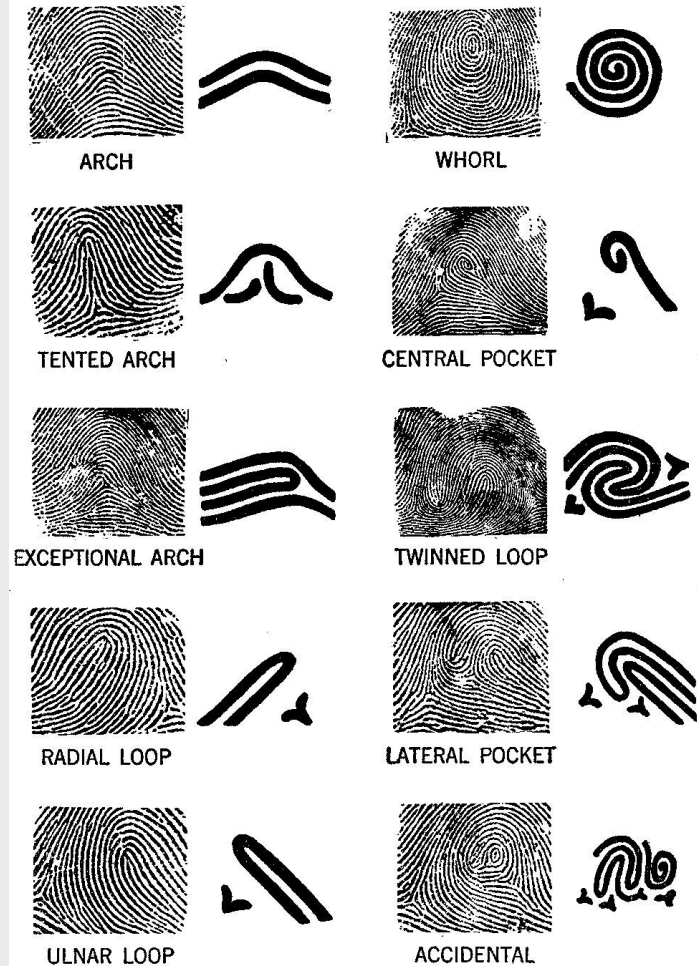 ARCH
WHORL
TENTED ARCH
CENTRAL POCKET
EXCEPTIONAL ARCH
TWINNED LOOP
RADIAL LOOP
LATERAL POCKET
ULNAR LOOP
ACCIDENTAL